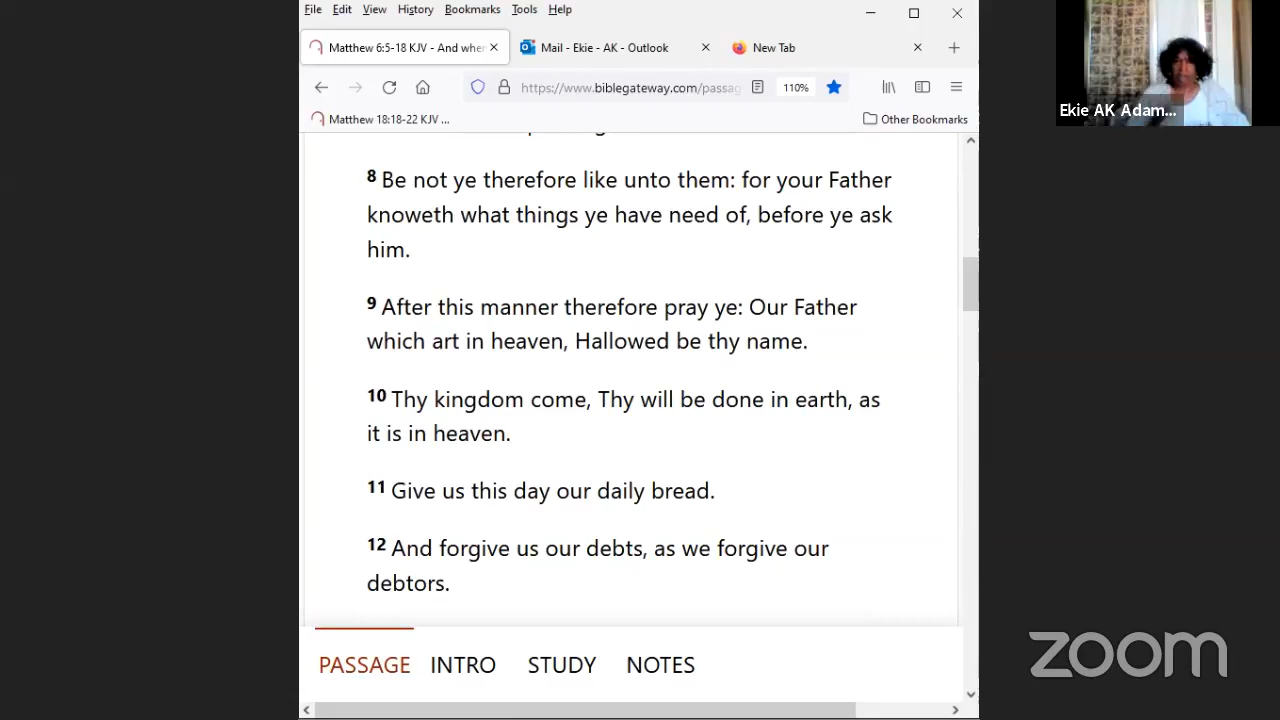 File Edit View History Bookmarks Tools Help
Matthew 6:5-18 KJV - And wher
Mail - Ekie - AK - Outlook
New Tab
https://www.biblegateway.com/passag
110%
Matthew 18:18-22 KJV ...
Other Bookmarks
Ekie AK Adam...
8 Be not ye therefore like unto them: for your Father
knoweth what things ye have need of, before ye ask
him.
9 After this manner therefore pray ye: Our Father
which art in heaven, Hallowed be thy name.
10 Thy kingdom come, Thy will be done in earth, as
it is in heaven.
11 Give us this day our daily bread.
12 And forgive us our debts, as we forgive our
debtors.
PASSAGE INTRO STUDY NOTES
zoom